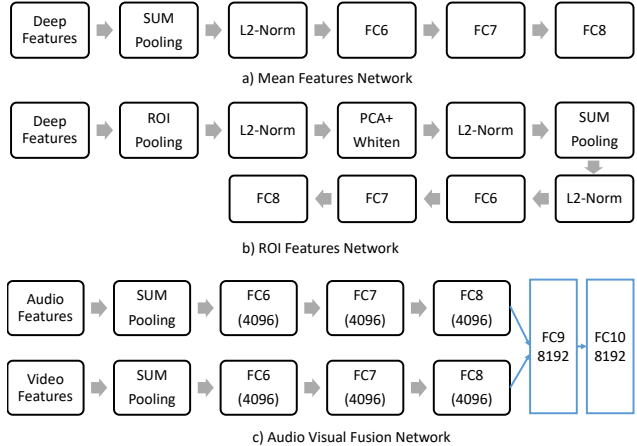 Deep
Features
SUM
Pooling
L2-Norm
FC6
FC7
FC8
a) Mean Features Network
Deep
Features
ROI
Pooling
L2-Norm
PCA+
Whiten
L2-Norm
SUM
Pooling
FC8
FC7
FC6
L2-Norm
b) ROI Features Network
Audio
Features
SUM
Pooling
FC6
(4096)
FC7
(4096)
FC8
(4096)
FC9
8192
FC10
8192
Video
Features
SUM
Pooling
FC6
(4096)
FC7
(4096)
FC8
(4096)
c) Audio Visual Fusion Network